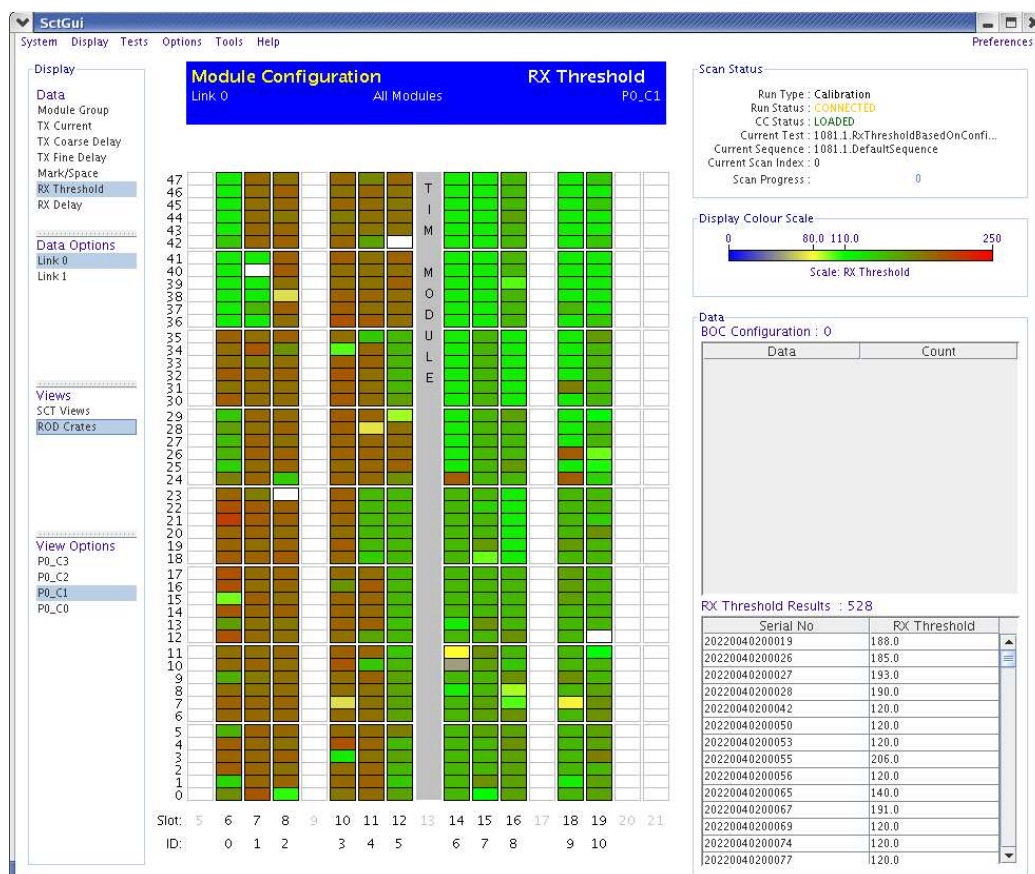 SctGui
System Display Tests Options Tools Help Preferences
Display
Data
Module Group
TX Current
TX Coarse Delay
TX Fine Delay
Mark/Space
RX Threshold
RX Delay
Data Options
Link 0
Link 1
Views
SCT Views
ROD Crates
View Options
P0_C3
P0_C2
P0_C1
P0_C0
Module Configuration RX Threshold
Link 0 All Modules P0_C1
47
46
45
44
43
42
41
40
39
38
37
36
35
34
33
32
31
30
29
28
27
26
25
24
23
22
21
20
19
18
17
16
15
14
13
12
11
10
9
8
7
6
5
4
3
2
1
0
TIM MODULE
Slot: 5 6 7 8 9 10 11 12 13 14 15 16 17 18 19 20 21
ID: 0 1 2 3 4 5 6 7 8 9 10
Scan Status
Run Type : Calibration
Run Status : CONNECTED
CC Status : LOADED
Current Test : 1081.1.RxThresholdBasedOnConfi...
Current Sequence : 1081.1.DefaultSequence
Current Scan Index : 0
Scan Progress : 0
Display Colour Scale
0 80.0 110.0 250
Scale: RX Threshold
Data
BOC Configuration : 0
Data Count
RX Threshold Results : 528
Serial No RX Threshold
20220040200019 188.0
20220040200026 185.0
20220040200027 193.0
20220040200028 190.0
20220040200042 120.0
20220040200050 120.0
20220040200053 120.0
20220040200055 206.0
20220040200056 120.0
20220040200065 140.0
20220040200067 191.0
20220040200069 120.0
20220040200074 120.0
20220040200077 120.0